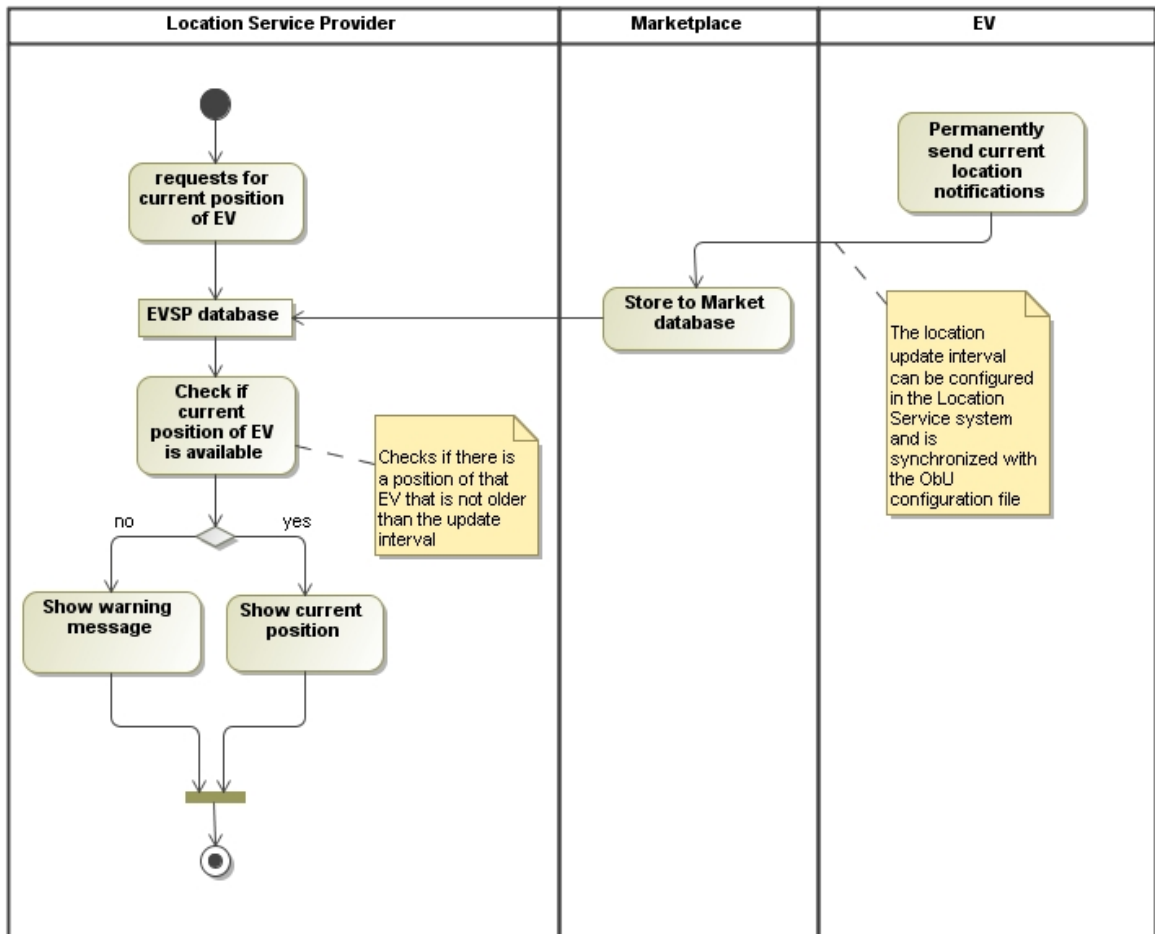 Location Service Provider
Marketplace
EV
requests for
current position
of EV
Permanently
send current
location
notifications
EVSP database
Store to Market
database
Check if
current
position of EV
is available
Checks if there is
a position of that
EV that is not older
than the update
interval
The location
update interval
can be configured
in the Location
Service system
and is
synchronized with
the ObU
configuration file
no
yes
Show warning
message
Show current
position